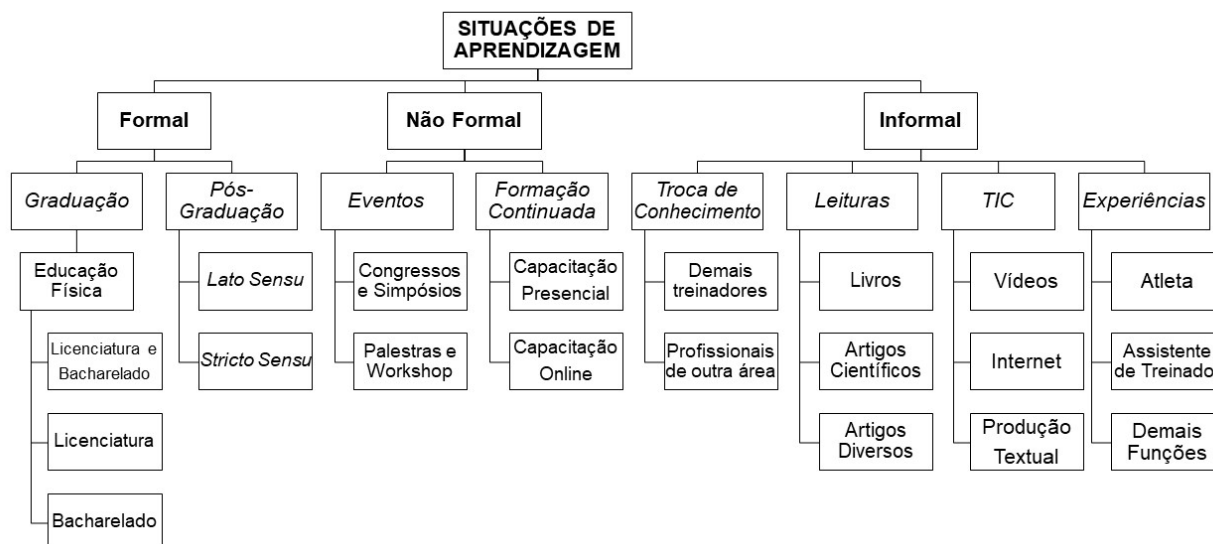 SITUAÇÕES DE
APRENDIZAGEM
Formal
Não Formal
Informal
Graduação
Pós-
Graduação
Eventos
Formação
Continuada
Troca de
Conhecimento
Leituras
TIC
Experiências
Educação
Física
Lato Sensu
Congressos
e Simpósios
Capacitação
Presencial
Demais
treinadores
Livros
Vídeos
Atleta
Licenciatura e
Bacharelado
Stricto Sensu
Palestras e
Workshop
Capacitação
Online
Profissionais
de outra área
Artigos
Científicos
Internet
Assistente
de Treinado
Licenciatura
Artigos
Diversos
Produção
Textual
Demais
Funções
Bacharelado